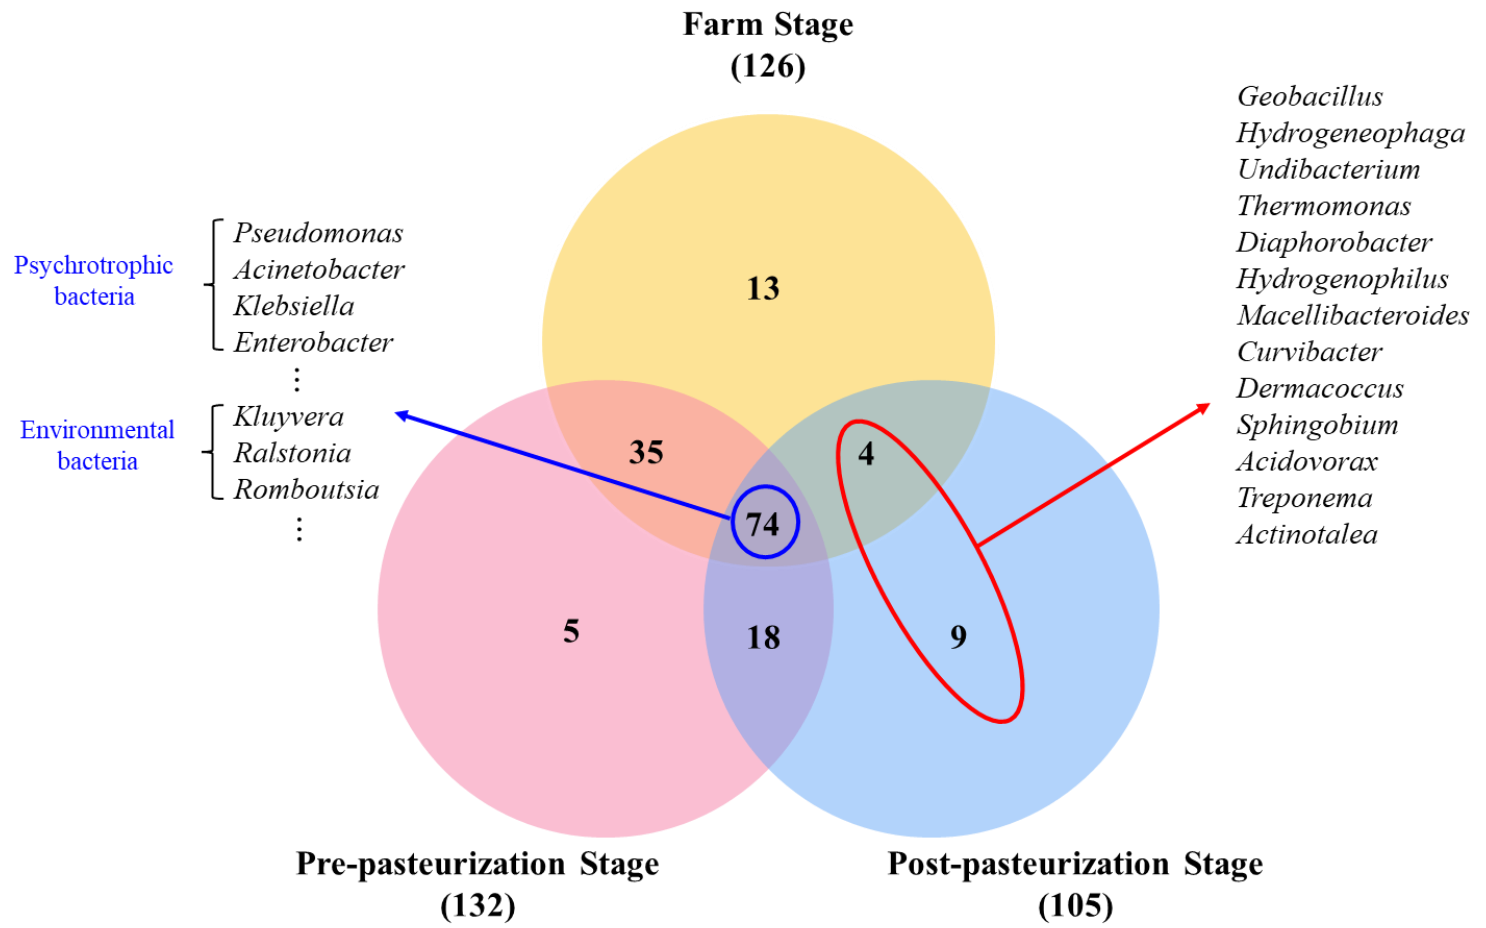 Farm Stage
(126)
Geobacillus
Hydrogeneophaga
Undibacterium
Thermomonas
Diaphorobacter
Hydrogenophilus
Macellibacteroides
Curvibacter
Dermacoccus
Sphingobium
Acidovorax
Treponema
Actinotalea
Psychrotrophic
bacteria
Pseudomonas
Acinetobacter
Klebsiella
Enterobacter
⋮
Environmental
bacteria
Kluyvera
Ralstonia
Romboutsia
⋮
13
35
4
74
5
18
9
Pre-pasteurization Stage
(132)
Post-pasteurization Stage
(105)